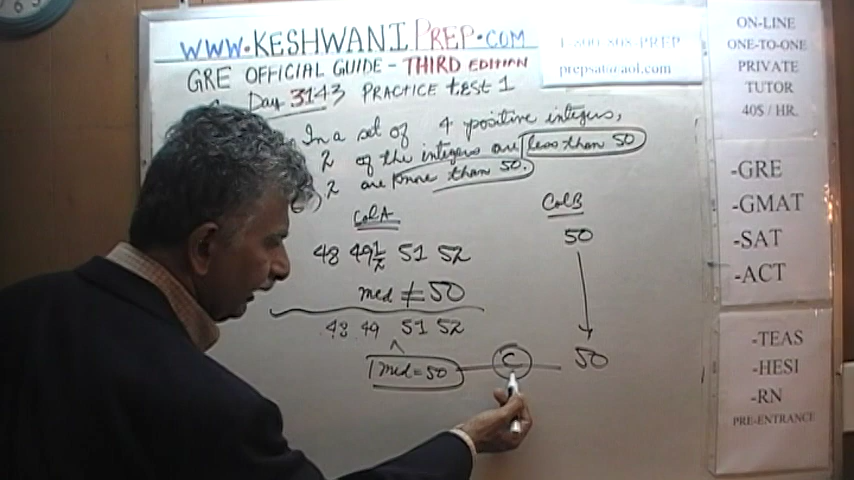 WWW.KESHWANIPREP.COM
1-800-808-PREP
prepsat@aol.com
GRE OFFICIAL GUIDE - THIRD EDITION
Day 3143 PRACTICE test 1
In a set of 4 positive integers,
2 of the integers are less than 50
2 are more than 50.
Col A
Col B
48 49 1/2 51 52
50
med ≠ 50
48 49 51 52
med = 50
C
50
ON-LINE
ONE-TO-ONE
PRIVATE
TUTOR
40$ / HR.
-GRE
-GMAT
-SAT
-ACT
-TEAS
-HESI
-RN
PRE-ENTRANCE